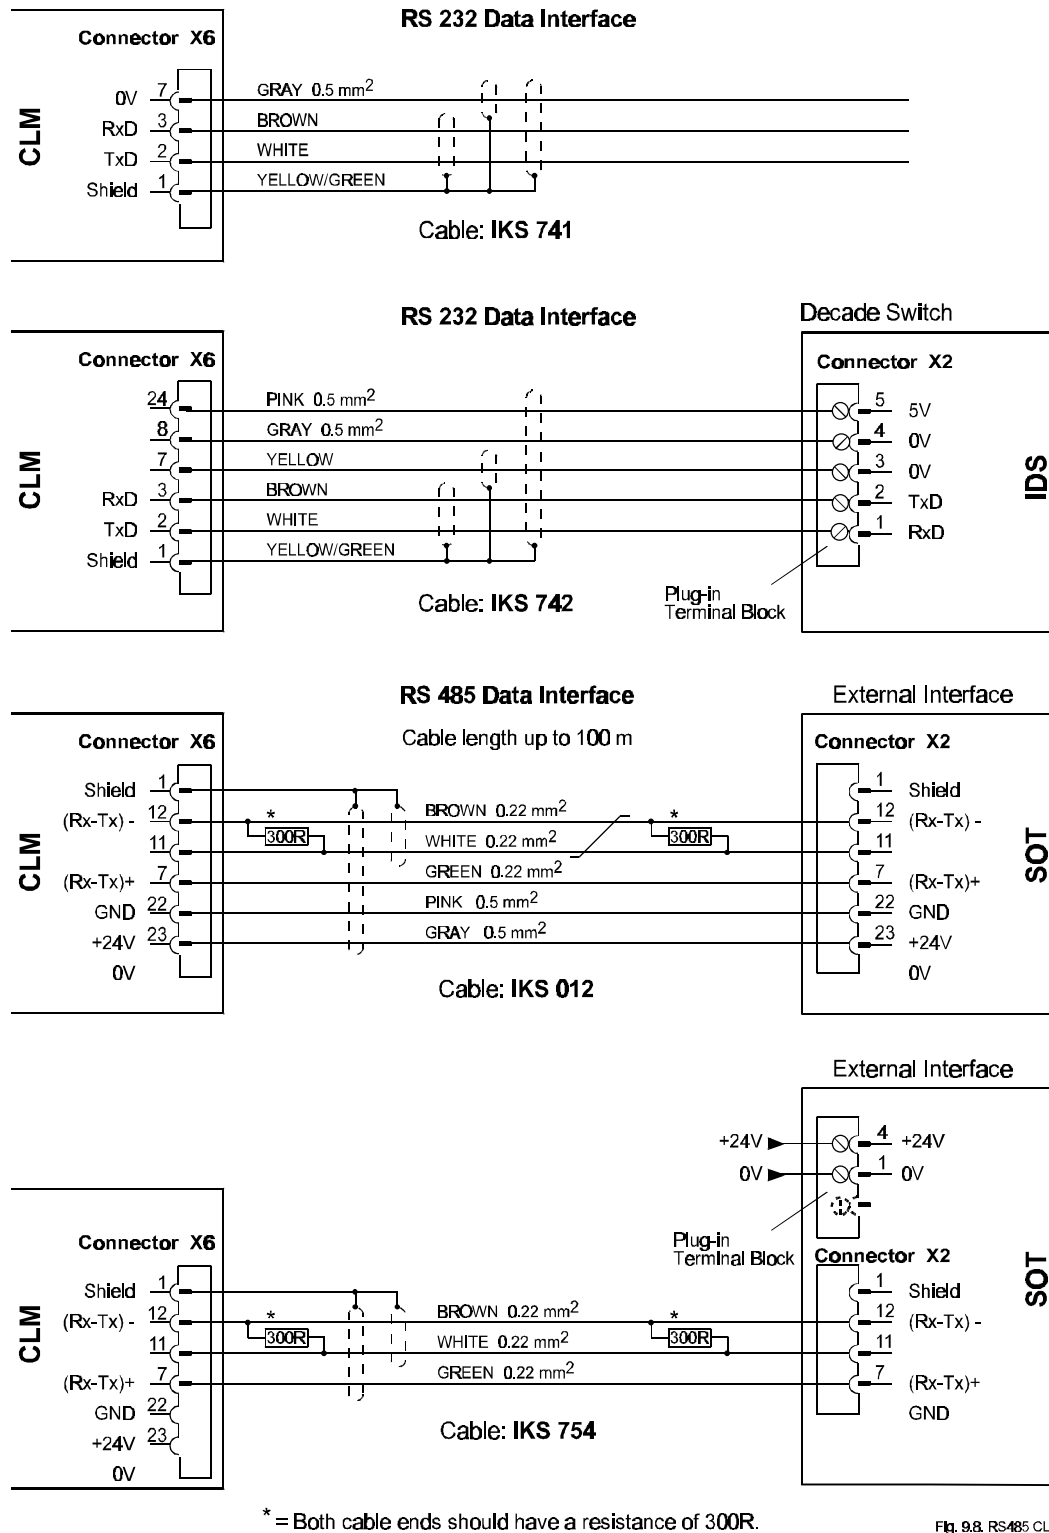 RS 232 Data Interface
Connector X6
CLM
0V 7 GRAY 0.5 mm2
RxD 3 BROWN
TxD 2 WHITE
Shield 1 YELLOW/GREEN
Cable: IKS 741
RS 232 Data Interface
Decade Switch
Connector X6
Connector X2
CLM
IDS
24 PINK 0.5 mm2 5 5V
8 GRAY 0.5 mm2 4 0V
7 YELLOW 3 0V
RxD 3 BROWN 2 TxD
TxD 2 WHITE 1 RxD
Shield 1 YELLOW/GREEN
Cable: IKS 742
Plug-in
Terminal Block
RS 485 Data Interface
External Interface
Cable length up to 100 m
Connector X6
Connector X2
CLM
SOT
Shield 1 1 Shield
(Rx-Tx) - 12 * BROWN 0.22 mm2 * 12 (Rx-Tx) -
300R 300R
11 WHITE 0.22 mm2 11
(Rx-Tx)+ 7 GREEN 0.22 mm2 7 (Rx-Tx)+
GND 22 PINK 0.5 mm2 22 GND
+24V 23 GRAY 0.5 mm2 23 +24V
0V 0V
Cable: IKS 012
External Interface
+24V 4 +24V
0V 1 0V
Plug-in
Terminal Block
Connector X6
Connector X2
CLM
SOT
Shield 1 1 Shield
(Rx-Tx) - 12 * BROWN 0.22 mm2 * 12 (Rx-Tx) -
300R 300R
11 WHITE 0.22 mm2 11
(Rx-Tx)+ 7 GREEN 0.22 mm2 7 (Rx-Tx)+
GND 22 GND
+24V 23
0V
Cable: IKS 754
* = Both cable ends should have a resistance of 300R.
Fig. 9.8. RS485 CL